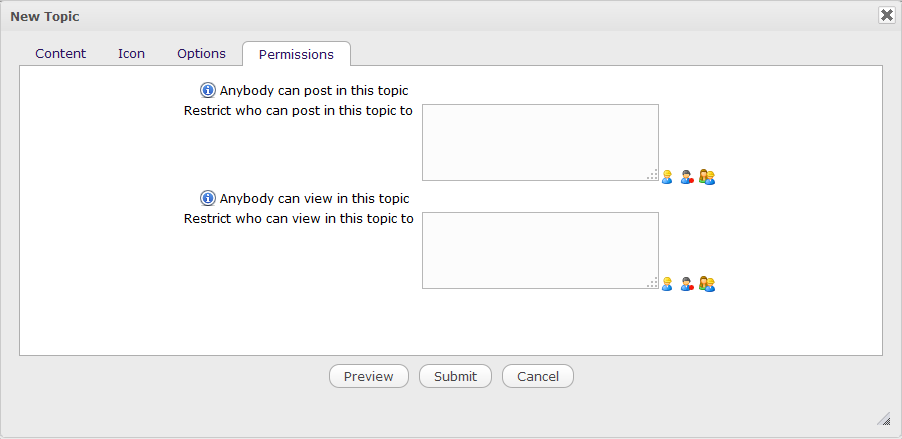 New Topic
Content Icon Options Permissions
Anybody can post in this topic
Restrict who can post in this topic to
Anybody can view in this topic
Restrict who can view in this topic to
Preview Submit Cancel